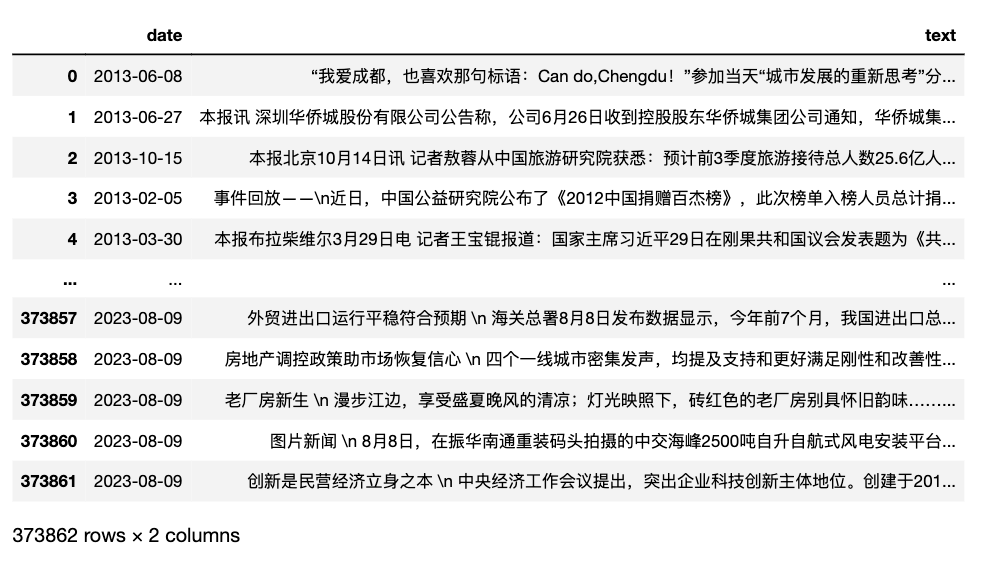 date text
0 2013-06-08 “我爱成都，也喜欢那句标语：Can do,Chengdu！”参加当天“城市发展的重新思考”分...
1 2013-06-27 本报讯 深圳华侨城股份有限公司公告称，公司6月26日收到控股股东华侨城集团公司通知，华侨城集...
2 2013-10-15 本报北京10月14日讯 记者敖蓉从中国旅游研究院获悉：预计前3季度旅游接待总人数25.6亿人...
3 2013-02-05 事件回放——\n近日，中国公益研究院公布了《2012中国捐赠百杰榜》，此次榜单入榜人员总计捐...
4 2013-03-30 本报布拉柴维尔3月29日电 记者王宝锟报道：国家主席习近平29日在刚果共和国议会发表题为《共...
... ... ...
373857 2023-08-09 外贸进出口运行平稳符合预期 \n 海关总署8月8日发布数据显示，今年前7个月，我国进出口总...
373858 2023-08-09 房地产调控政策助市场恢复信心 \n 四个一线城市密集发声，均提及支持和更好满足刚性和改善性...
373859 2023-08-09 老厂房新生 \n 漫步江边，享受盛夏晚风的清凉；灯光映照下，砖红色的老厂房别具怀旧韵味……...
373860 2023-08-09 图片新闻 \n 8月8日，在振华南通重装码头拍摄的中交海峰2500吨自升自航式风电安装平台...
373861 2023-08-09 创新是民营经济立身之本 \n 中央经济工作会议提出，突出企业科技创新主体地位。创建于201...
373862 rows × 2 columns